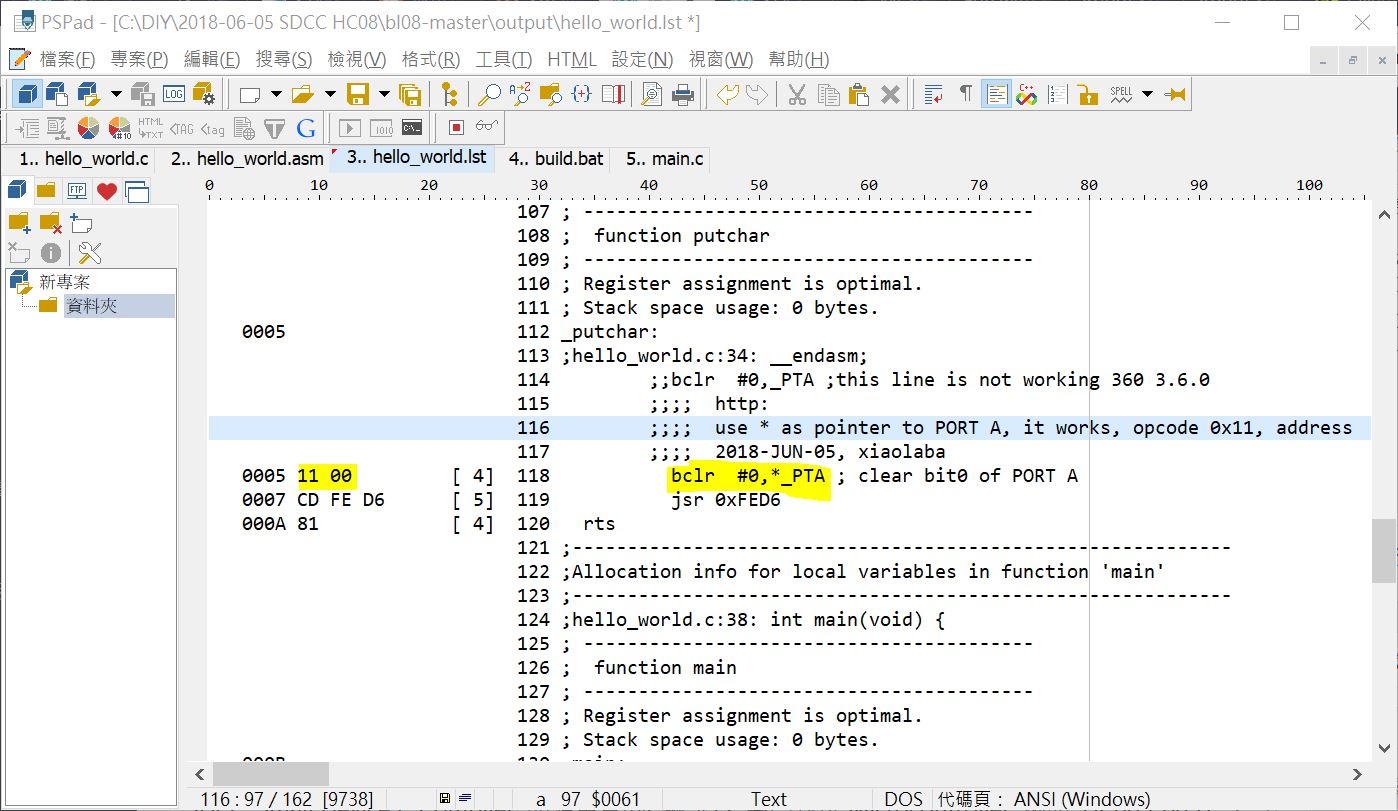 PSPad - [C:\DIY\2018-06-05 SDCC HC08\bl08-master\output\hello_world.lst *]
檔案(F) 專案(P) 編輯(E) 搜尋(S) 檢視(V) 格式(R) 工具(T) HTML 設定(N) 視窗(W) 幫助(H)
LOG A-Z C++ SPELL
HTML →TXT #10 <TAG <tag G 1010 C:\_
1.. hello_world.c 2.. hello_world.asm 3.. hello_world.lst 4.. build.bat 5.. main.c
FTP 0 10 20 30 40 50 60 70 80 90 100
新專案
資料夾
107 ; -----------------------------------------
108 ;  function putchar
109 ; -----------------------------------------
110 ; Register assignment is optimal.
111 ; Stack space usage: 0 bytes.
0005 112 _putchar:
113 ;hello_world.c:34: __endasm;
114 ;;bclr  #0,_PTA ;this line is not working 360 3.6.0
115 ;;;;  http:
116 ;;;;  use * as pointer to PORT A, it works, opcode 0x11, address
117 ;;;;  2018-JUN-05, xiaolaba
0005 11 00 [ 4] 118 bclr  #0,*_PTA ; clear bit0 of PORT A
0007 CD FE D6 [ 5] 119 jsr 0xFED6
000A 81 [ 4] 120 rts
121 ;------------------------------------------------------------
122 ;Allocation info for local variables in function 'main'
123 ;------------------------------------------------------------
124 ;hello_world.c:38: int main(void) {
125 ; -----------------------------------------
126 ;  function main
127 ; -----------------------------------------
128 ; Register assignment is optimal.
129 ; Stack space usage: 0 bytes.
116 : 97 / 162 [9738] a 97 $0061 Text DOS 代碼頁： ANSI (Windows)